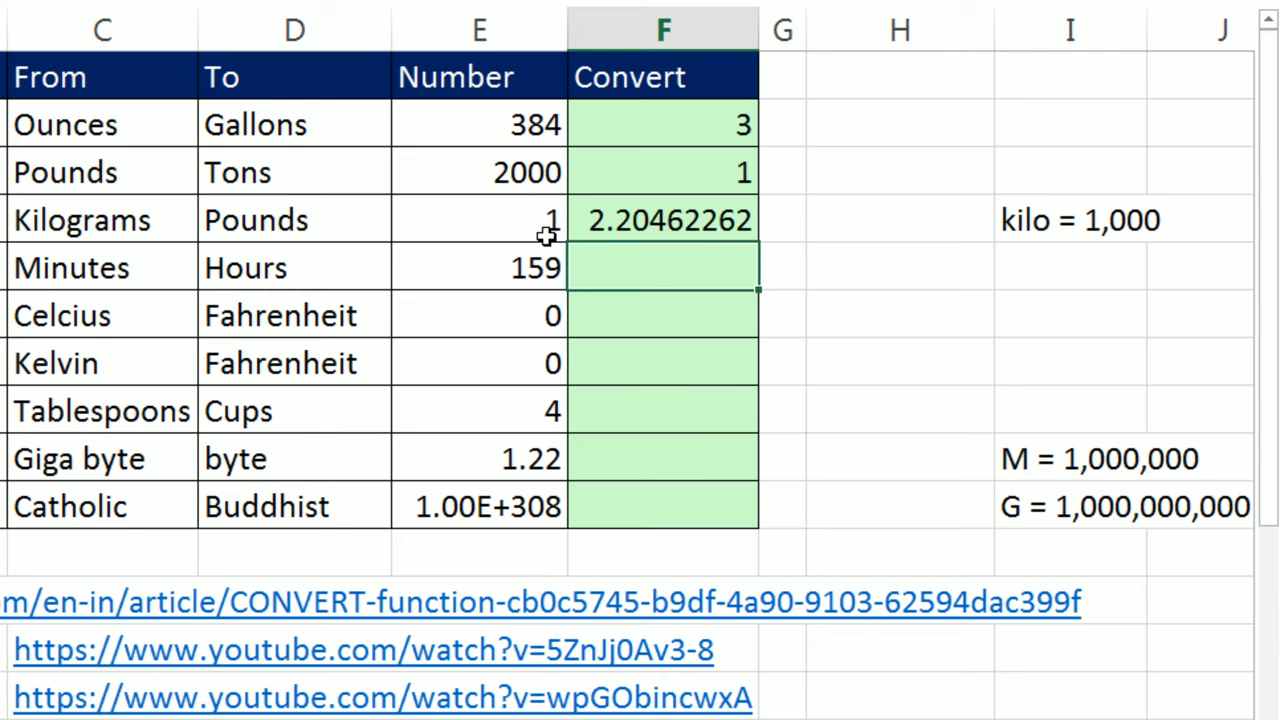 C D E F G H I J
From To Number Convert
Ounces Gallons 384 3
Pounds Tons 2000 1
Kilograms Pounds 1 2.20462262 kilo = 1,000
Minutes Hours 159
Celcius Fahrenheit 0
Kelvin Fahrenheit 0
Tablespoons Cups 4
Giga byte byte 1.22 M = 1,000,000
Catholic Buddhist 1.00E+308 G = 1,000,000,000
om/en-in/article/CONVERT-function-cb0c5745-b9df-4a90-9103-62594dac399f
https://www.youtube.com/watch?v=5ZnJj0Av3-8
https://www.youtube.com/watch?v=wpGObincwxA